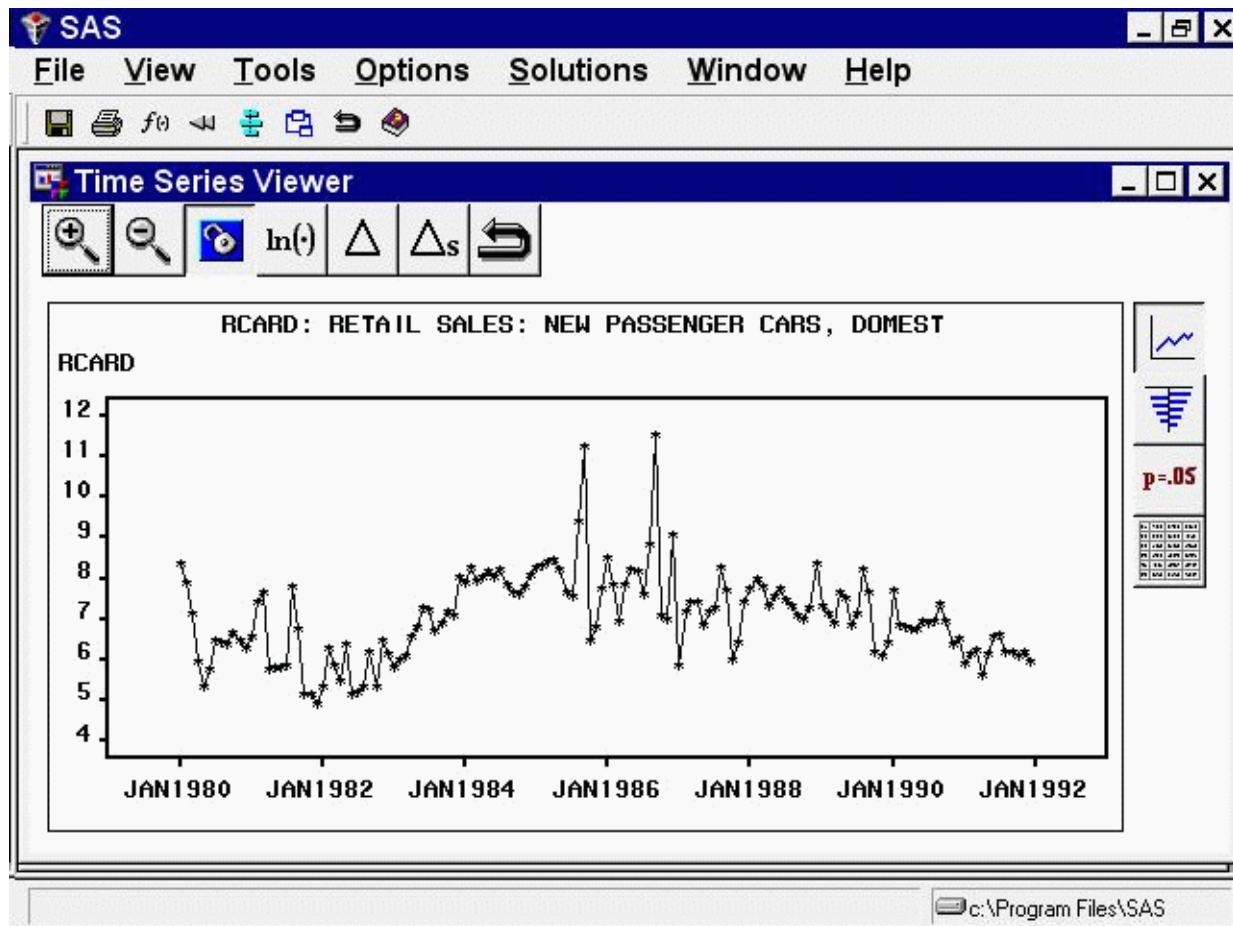 SAS
File View Tools Options Solutions Window Help
f(·)
Time Series Viewer
ln(·) Δ Δs
RCARD: RETAIL SALES: NEW PASSENGER CARS, DOMEST
RCARD
12
11
10
9
8
7
6
5
4
JAN1980 JAN1982 JAN1984 JAN1986 JAN1988 JAN1990 JAN1992
p=.05
c:\Program Files\SAS